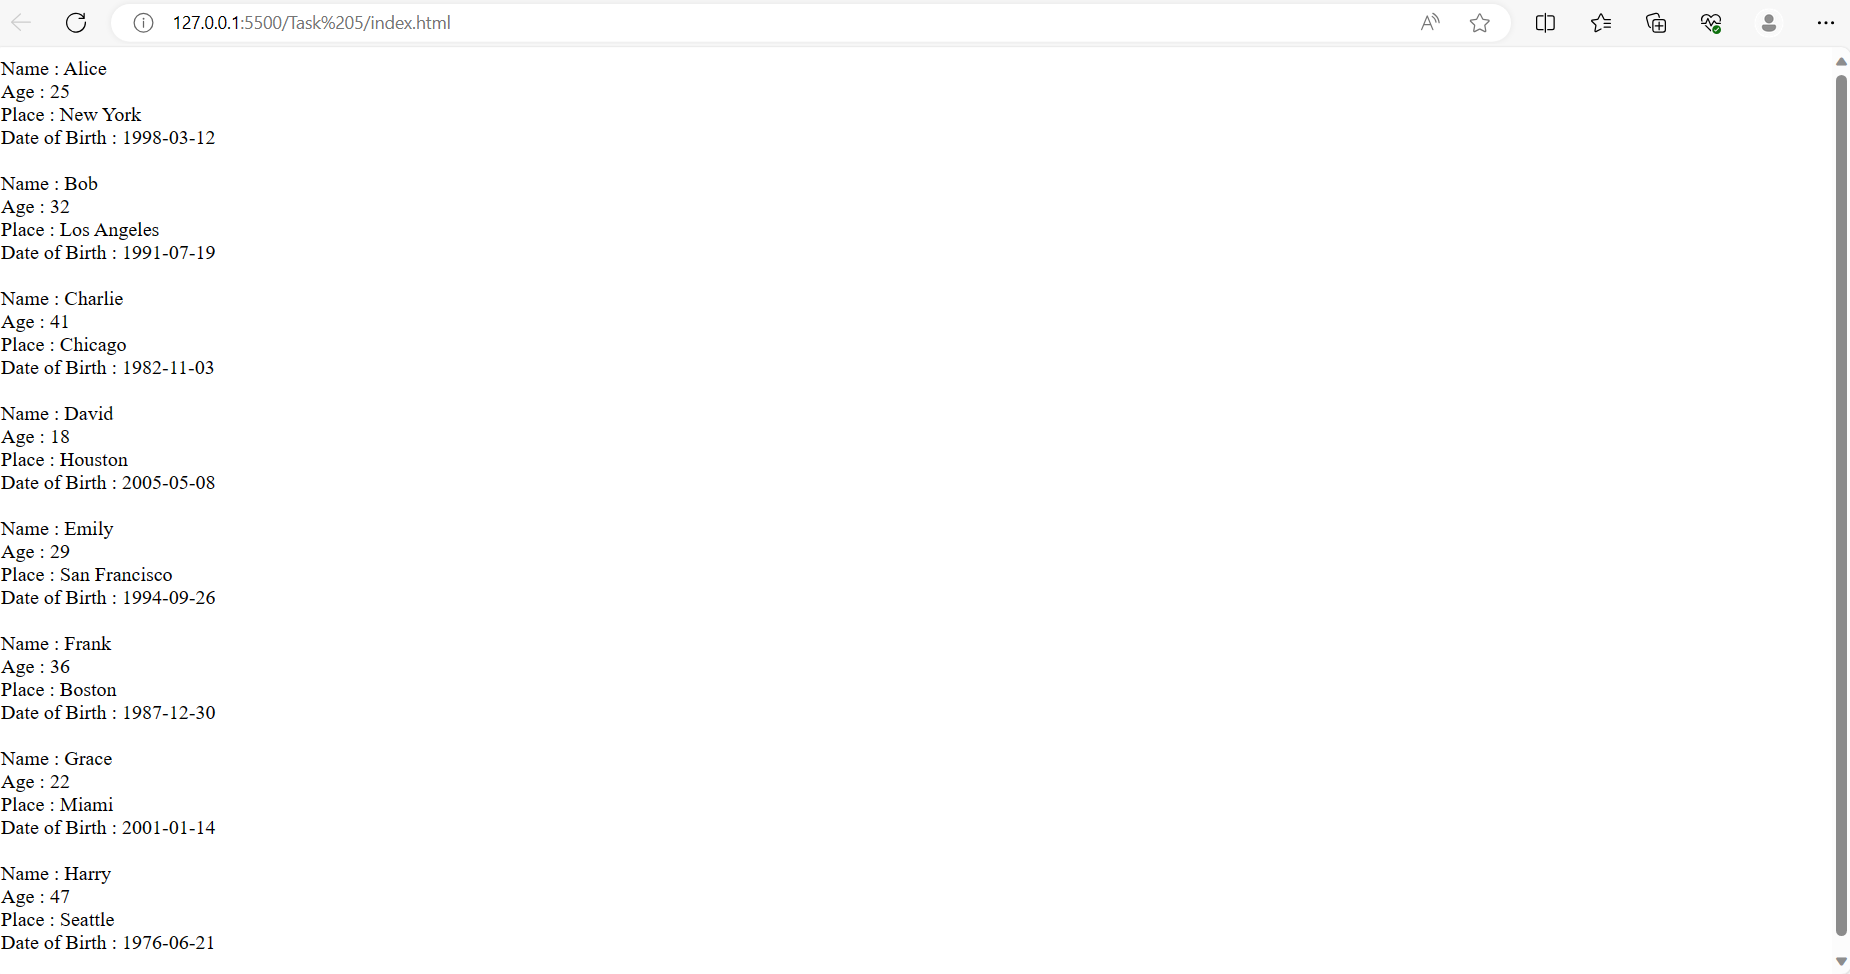 127.0.0.1:5500/Task%205/index.html
Name : Alice
Age : 25
Place : New York
Date of Birth : 1998-03-12
Name : Bob
Age : 32
Place : Los Angeles
Date of Birth : 1991-07-19
Name : Charlie
Age : 41
Place : Chicago
Date of Birth : 1982-11-03
Name : David
Age : 18
Place : Houston
Date of Birth : 2005-05-08
Name : Emily
Age : 29
Place : San Francisco
Date of Birth : 1994-09-26
Name : Frank
Age : 36
Place : Boston
Date of Birth : 1987-12-30
Name : Grace
Age : 22
Place : Miami
Date of Birth : 2001-01-14
Name : Harry
Age : 47
Place : Seattle
Date of Birth : 1976-06-21